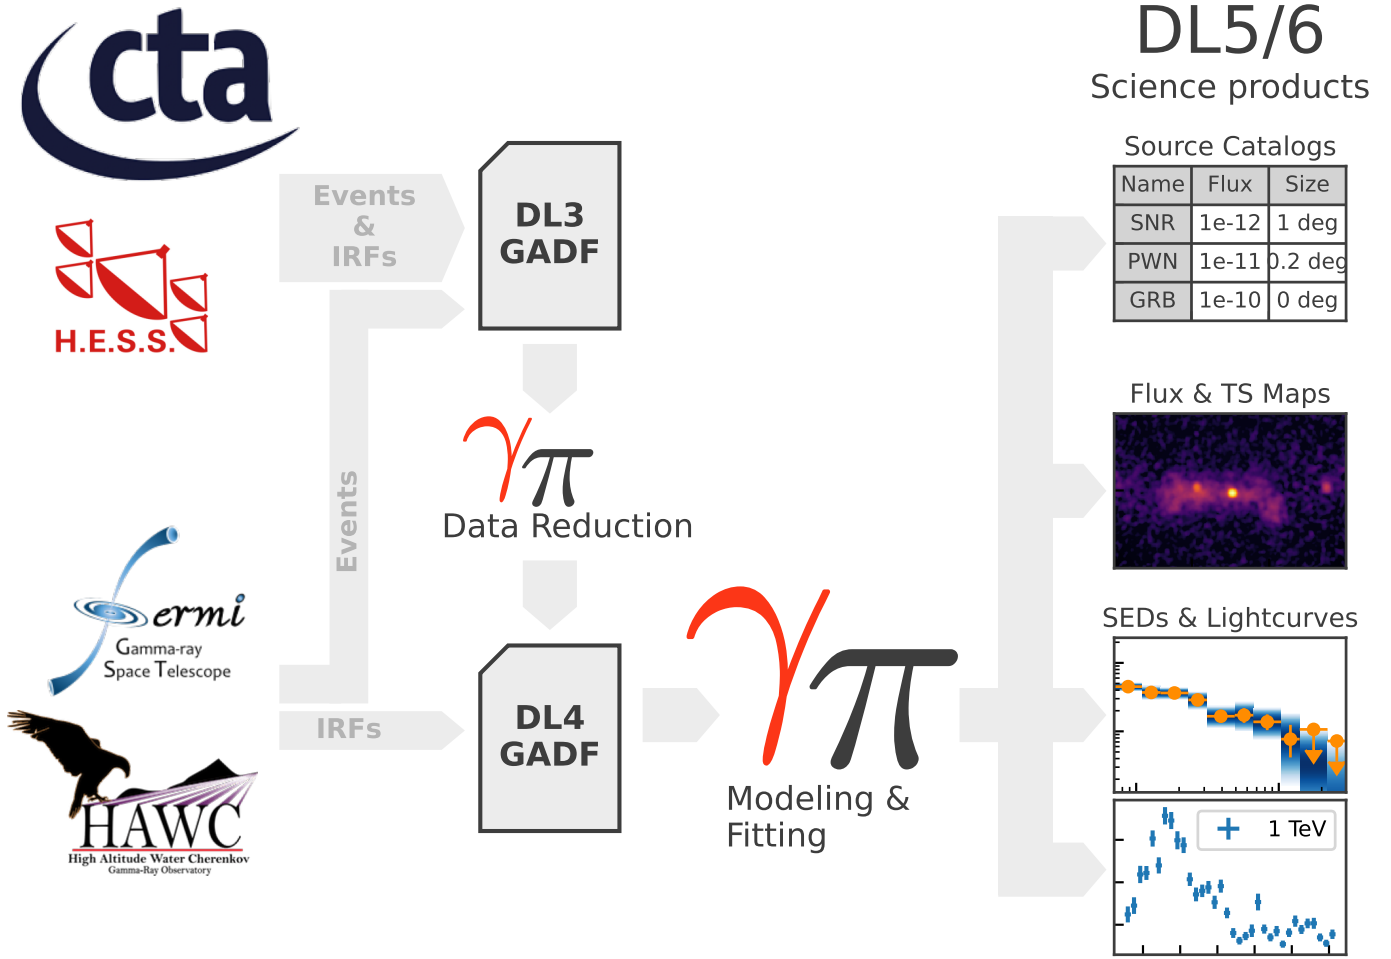 cta
H.E.S.S.
Fermi
Gamma-ray
Space Telescope
HAWC
High Altitude Water Cherenkov
Gamma-Ray Observatory
Events
&
IRFs
Events
IRFs
DL3
GADF
γπ
Data Reduction
DL4
GADF
γπ
Modeling &
Fitting
DL5/6
Science products
Source Catalogs
Name Flux Size
SNR 1e-12 1 deg
PWN 1e-11 0.2 deg
GRB 1e-10 0 deg
Flux & TS Maps
SEDs & Lightcurves
1 TeV